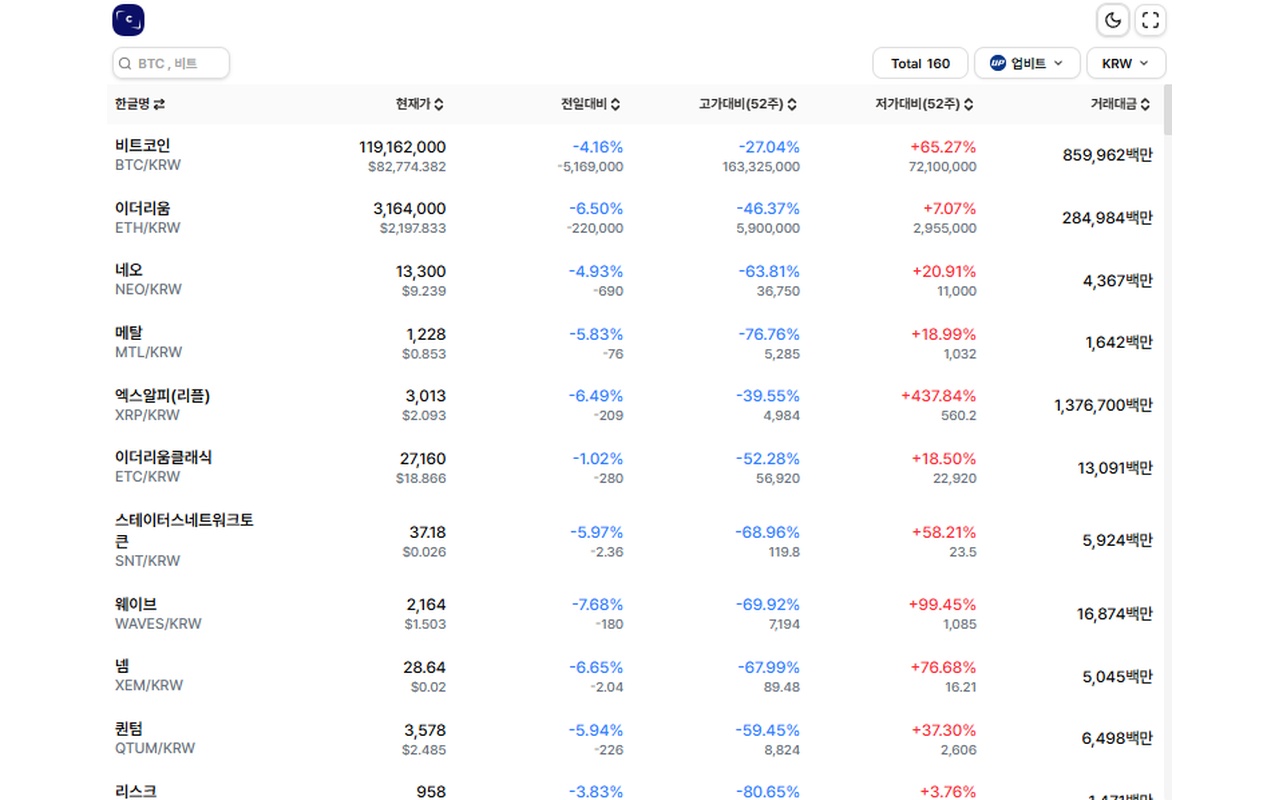 C
BTC , 비트
Total 160
UP 업비트
KRW
한글명 현재가 전일대비 고가대비(52주) 저가대비(52주) 거래대금
비트코인 119,162,000 -4.16% -27.04% +65.27% 859,962백만
BTC/KRW $82,774.382 -5,169,000 163,325,000 72,100,000
이더리움 3,164,000 -6.50% -46.37% +7.07% 284,984백만
ETH/KRW $2,197.833 -220,000 5,900,000 2,955,000
네오 13,300 -4.93% -63.81% +20.91% 4,367백만
NEO/KRW $9.239 -690 36,750 11,000
메탈 1,228 -5.83% -76.76% +18.99% 1,642백만
MTL/KRW $0.853 -76 5,285 1,032
엑스알피(리플) 3,013 -6.49% -39.55% +437.84% 1,376,700백만
XRP/KRW $2.093 -209 4,984 560.2
이더리움클래식 27,160 -1.02% -52.28% +18.50% 13,091백만
ETC/KRW $18.866 -280 56,920 22,920
스테이터스네트워크토
큰 37.18 -5.97% -68.96% +58.21% 5,924백만
SNT/KRW $0.026 -2.36 119.8 23.5
웨이브 2,164 -7.68% -69.92% +99.45% 16,874백만
WAVES/KRW $1.503 -180 7,194 1,085
넴 28.64 -6.65% -67.99% +76.68% 5,045백만
XEM/KRW $0.02 -2.04 89.48 16.21
퀀텀 3,578 -5.94% -59.45% +37.30% 6,498백만
QTUM/KRW $2.485 -226 8,824 2,606
리스크 958 -3.83% -80.65% +3.76%